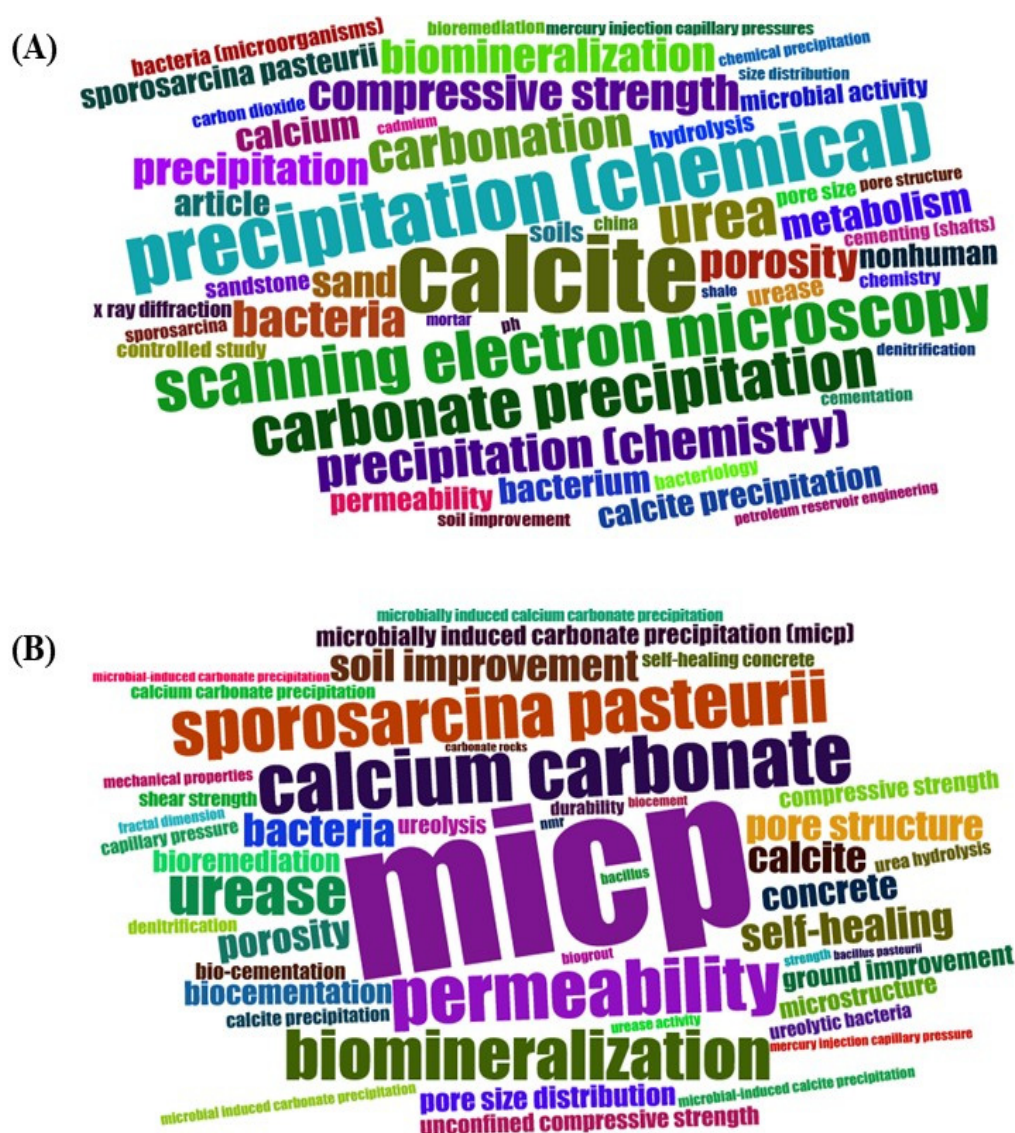 (A)
bioremediation
mercury injection capillary pressures
bacteria (microorganisms)
sporosarcina pasteurii
biomineralization
chemical precipitation
size distribution
carbon dioxide
compressive strength
microbial activity
calcium
cadmium
carbonation
hydrolysis
precipitation
precipitation (chemical)
article
soils
china
urea
pore size
pore structure
metabolism
cementing (shafts)
sandstone
sand
calcite
porosity
nonhuman
x ray diffraction
sporosarcina
bacteria
mortar
ph
shale
urease
chemistry
controlled study
scanning electron microscopy
carbonate precipitation
denitrification
cementation
precipitation (chemistry)
permeability
bacterium
bacteriology
calcite precipitation
soil improvement
petroleum reservoir engineering
(B)
microbially induced calcium carbonate precipitation
microbially induced carbonate precipitation (micp)
microbial-induced carbonate precipitation
soil improvement
self-healing concrete
calcium carbonate precipitation
sporosarcina pasteurii
carbonate rocks
mechanical properties
calcium carbonate
shear strength
durability
biocement
compressive strength
fractal dimension
capillary pressure
bacteria
ureolysis
nmr
micp
pore structure
bioremediation
bacillus
calcite
urea hydrolysis
urease
concrete
denitrification
porosity
self-healing
bio-cementation
biogrout
strength
bacillus pasteurii
biocementation
permeability
ground improvement
calcite precipitation
microstructure
urease activity
ureolytic bacteria
biomineralization
mercury injection capillary pressure
microbial induced carbonate precipitation
pore size distribution
microbial-induced calcite precipitation
unconfined compressive strength